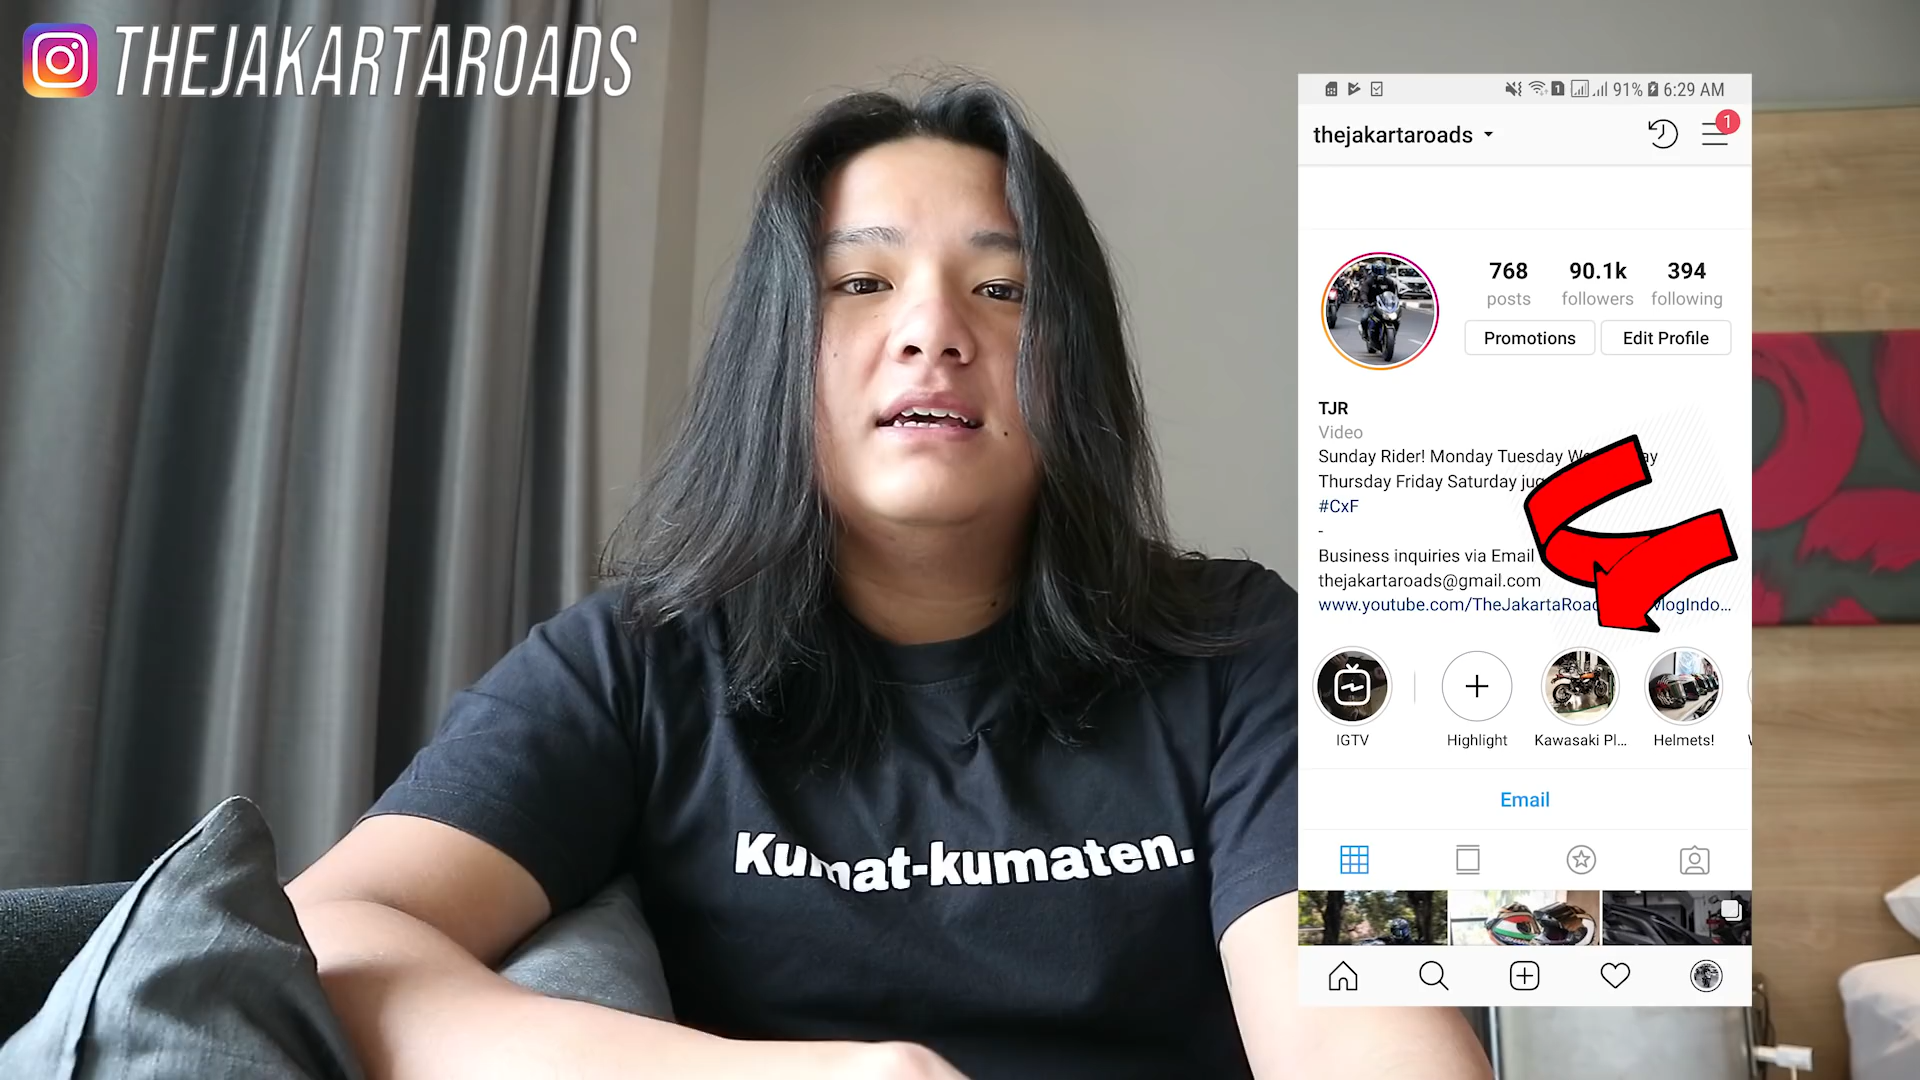 THEJAKARTAROADS
91% 6:29 AM
thejakartaroads
1
768 90.1k 394
posts followers following
Promotions Edit Profile
TJR
Video
Sunday Rider! Monday Tuesday
Thursday Friday Saturday
#CxF
-
Business inquiries via Email
thejakartaroads@gmail.com
www.youtube.com/TheJakartaRoa
IGTV Highlight Kawasaki Pl... Helmets!
Email
Kumat-kumaten.